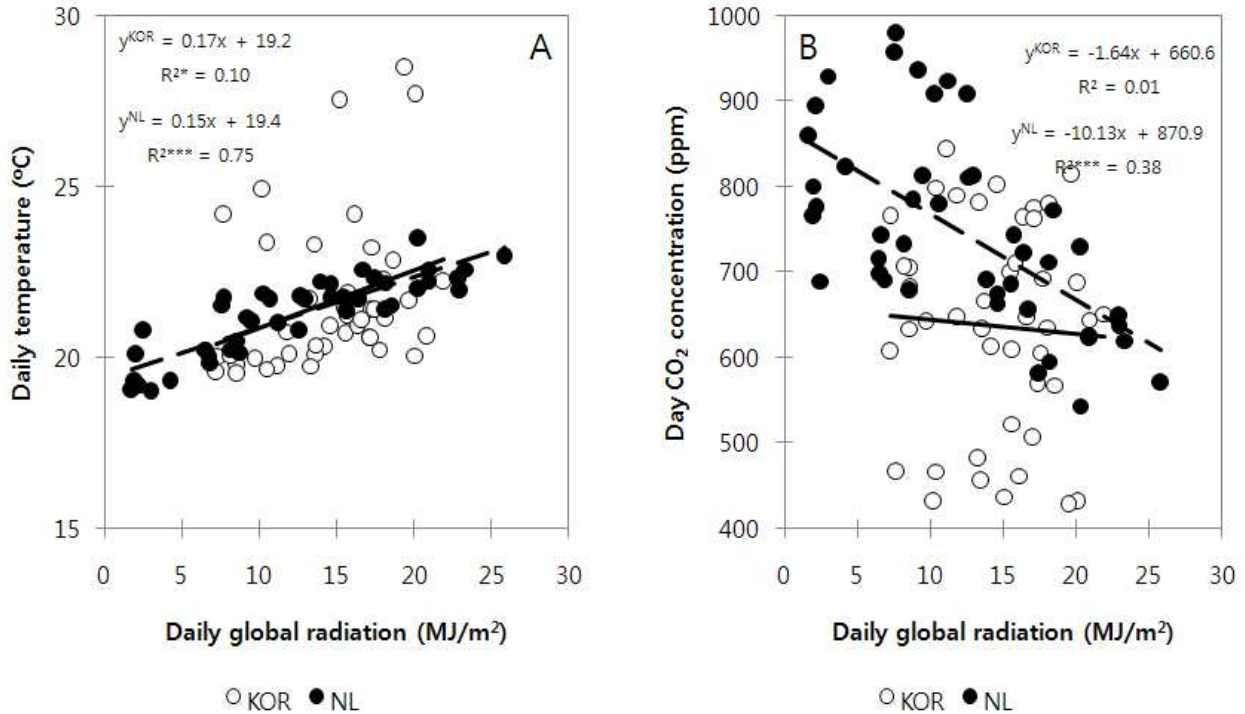 30
25
20
15
Daily temperature (ºC)
A
y^KOR = 0.17x + 19.2
R²* = 0.10
y^NL = 0.15x + 19.4
R²*** = 0.75
0 5 10 15 20 25 30
Daily global radiation (MJ/m²)
KOR NL
1000
900
800
700
600
500
400
Day CO₂ concentration (ppm)
B
y^KOR = -1.64x + 660.6
R² = 0.01
y^NL = -10.13x + 870.9
R²*** = 0.38
0 5 10 15 20 25 30
Daily global radiation (MJ/m²)
KOR NL